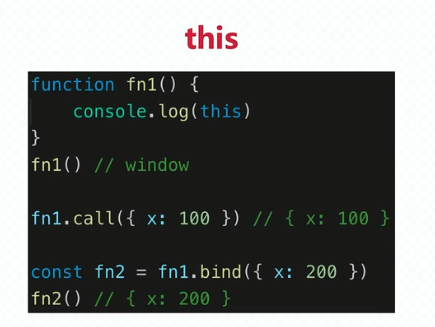 this
function fn1() {
    console.log(this)
}
fn1() // window

fn1.call({ x: 100 }) // { x: 100 }

const fn2 = fn1.bind({ x: 200 })
fn2() // { x: 200 }